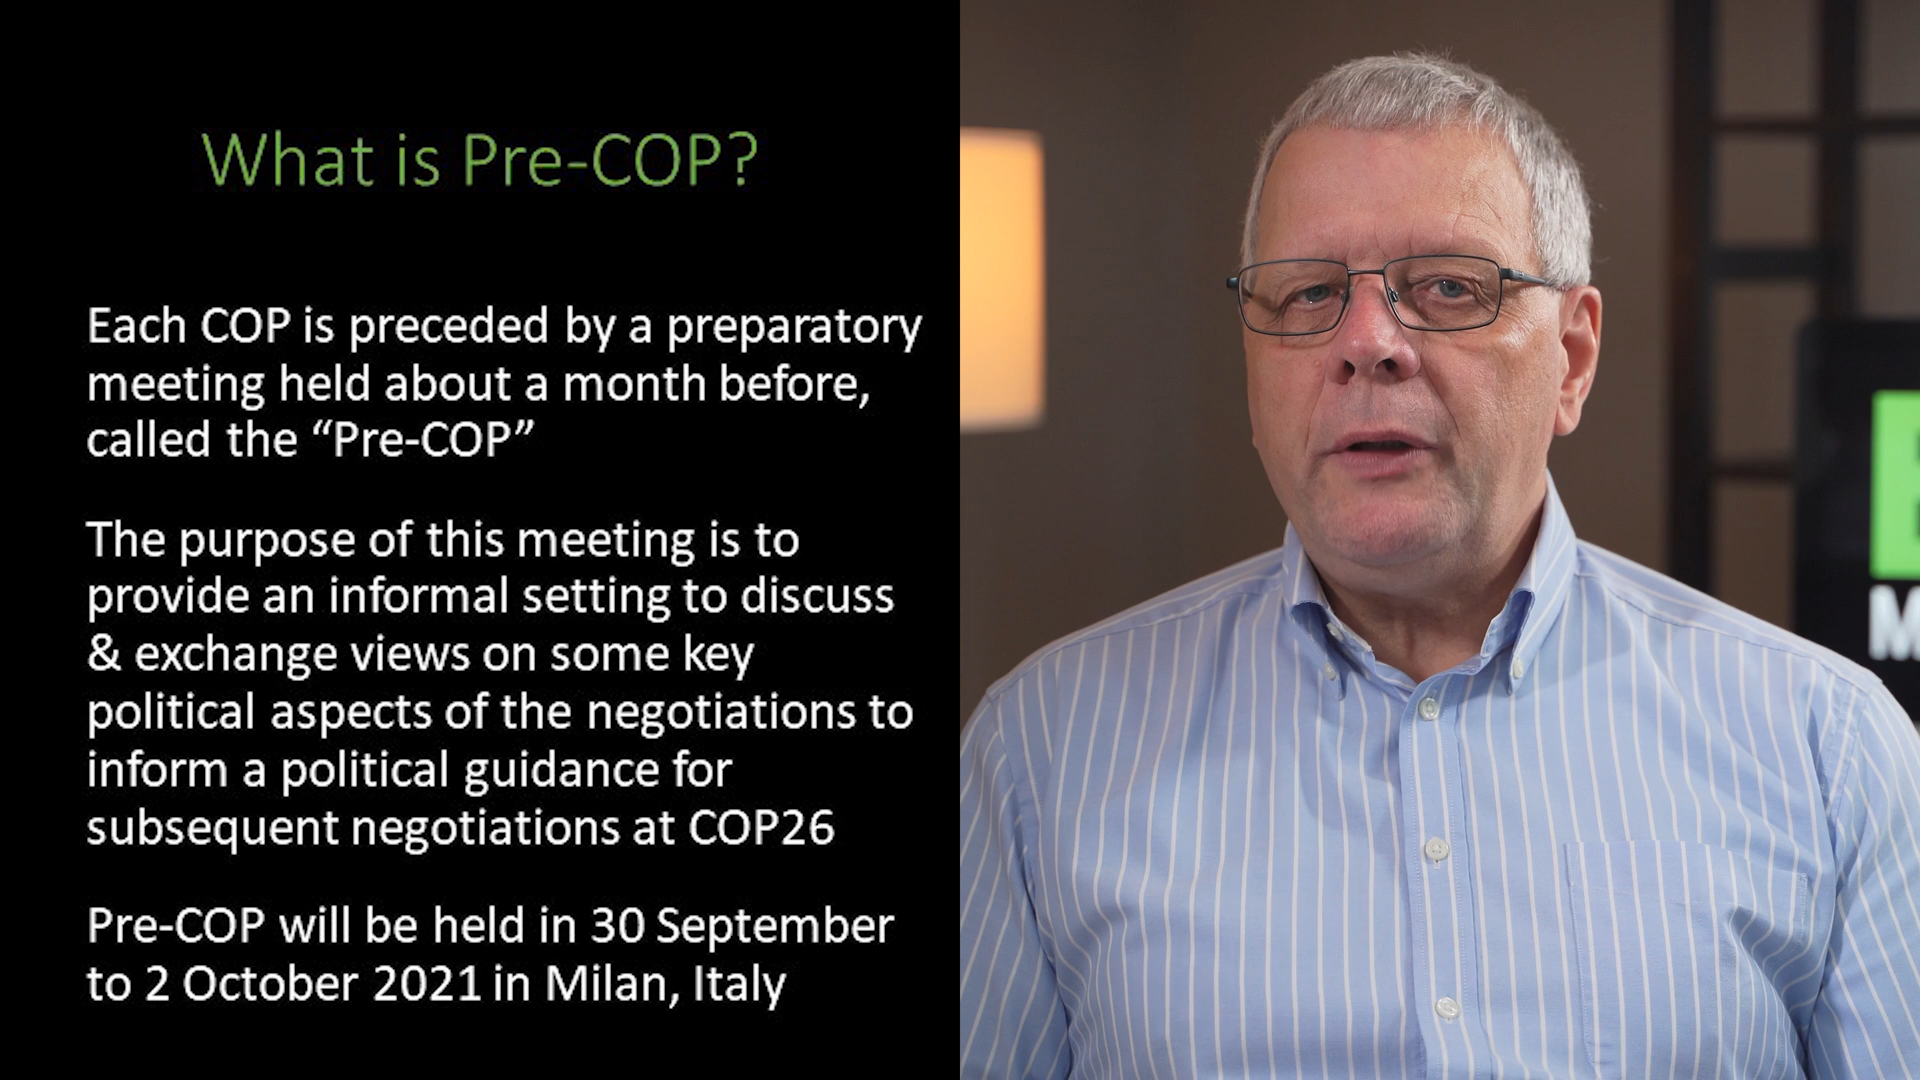 What is Pre-COP?
Each COP is preceded by a preparatory
meeting held about a month before,
called the “Pre-COP”
The purpose of this meeting is to
provide an informal setting to discuss
& exchange views on some key
political aspects of the negotiations to
inform a political guidance for
subsequent negotiations at COP26
Pre-COP will be held in 30 September
to 2 October 2021 in Milan, Italy